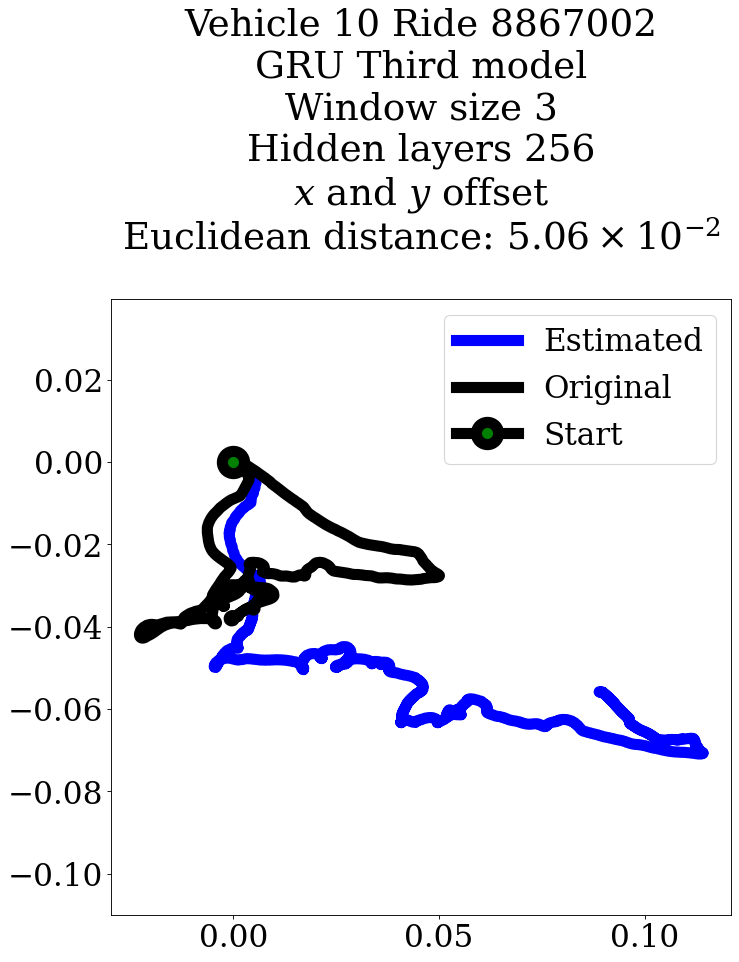 Vehicle 10 Ride 8867002
GRU Third model
Window size 3
Hidden layers 256
x and y offset
Euclidean distance: 5.06 × 10⁻²
Estimated
Original
Start
0.02
0.00
−0.02
−0.04
−0.06
−0.08
−0.10
0.00 0.05 0.10